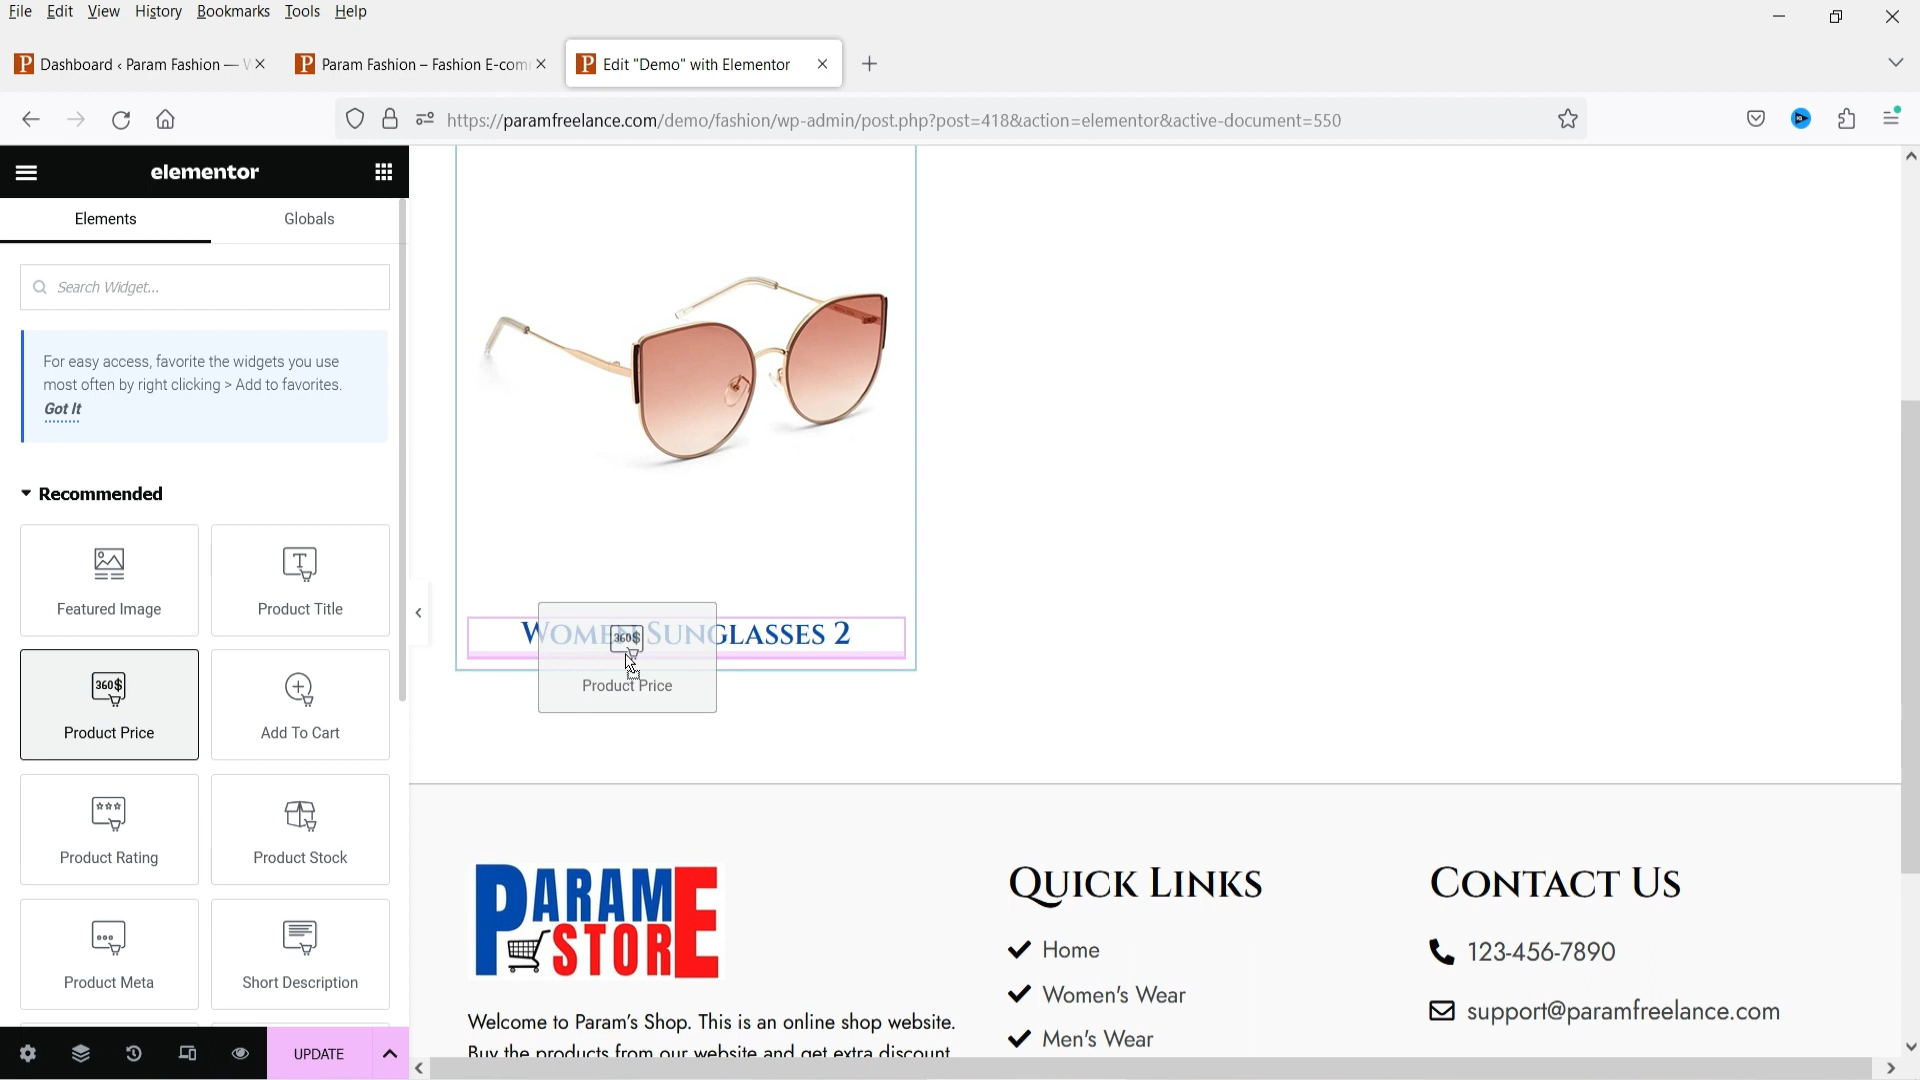 File Edit View History Bookmarks Tools Help
Dashboard ‹ Param Fashion — W
Param Fashion – Fashion E-com
Edit "Demo" with Elementor
https://paramfreelance.com/demo/fashion/wp-admin/post.php?post=418&action=elementor&active-document=550
elementor
Elements Globals
Search Widget...
For easy access, favorite the widgets you use
most often by right clicking > Add to favorites.
Got It
Recommended
Featured Image
Product Title
360$
Product Price
Add To Cart
Product Rating
Product Stock
Product Meta
Short Description
UPDATE
Women Sunglasses 2
360$
Product Price
PARAM E
STORE
Welcome to Param's Shop. This is an online shop website.
Buy the products from our website and get extra discount
Quick Links
Home
Women's Wear
Men's Wear
Contact Us
123-456-7890
support@paramfreelance.com